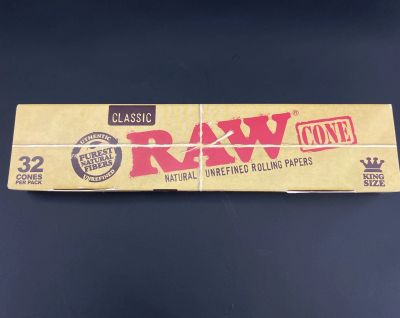 CLASSIC
RAW®
CONE
NATURAL UNREFINED ROLLING PAPERS
32
CONES
PER PACK
AUTHENTIC
PUREST
NATURAL
FIBERS
UNREFINED
KING
SIZE